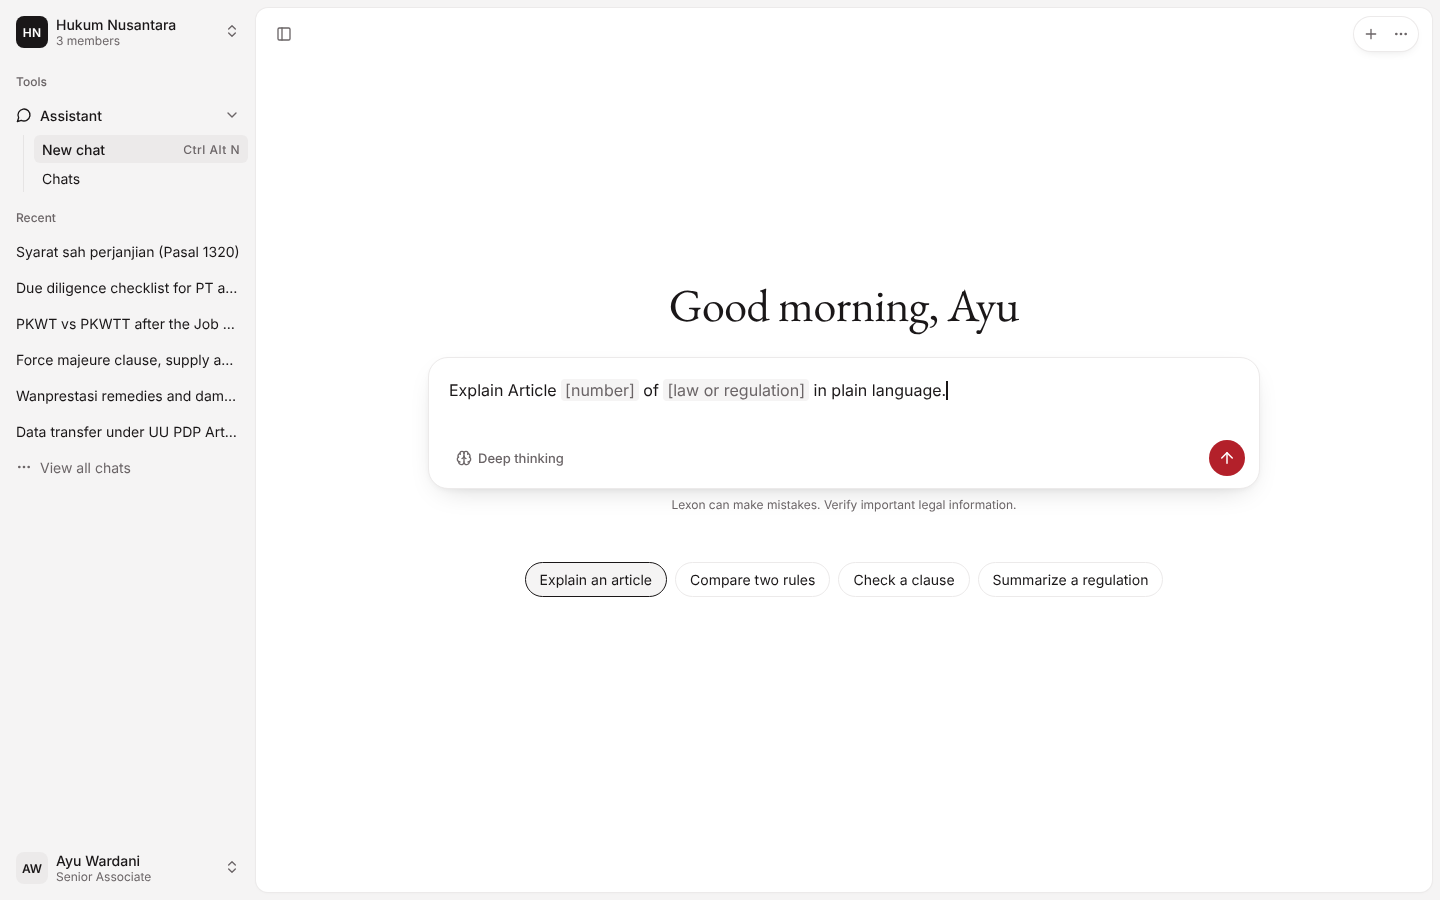 HN
Hukum Nusantara
3 members
Tools
Assistant
New chat Ctrl Alt N
Chats
Recent
Syarat sah perjanjian (Pasal 1320)
Due diligence checklist for PT a...
PKWT vs PKWTT after the Job ...
Force majeure clause, supply a...
Wanprestasi remedies and dam...
Data transfer under UU PDP Art...
View all chats
AW
Ayu Wardani
Senior Associate
Good morning, Ayu
Explain Article [number] of [law or regulation] in plain language.
Deep thinking
Lexon can make mistakes. Verify important legal information.
Explain an article Compare two rules Check a clause Summarize a regulation